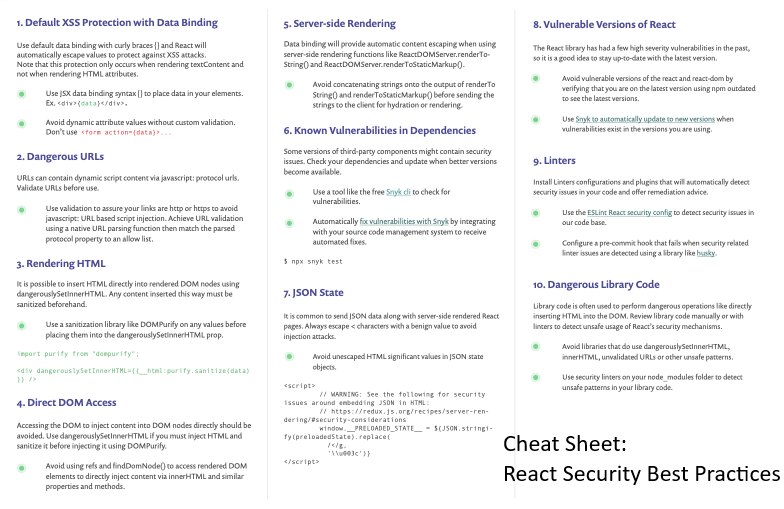 1. Default XSS Protection with Data Binding
Use default data binding with curly braces {} and React will
automatically escape values to protect against XSS attacks.
Note that this protection only occurs when rendering textContent and
not when rendering HTML attributes.
Use JSX data binding syntax {} to place data in your elements.
Ex. <div>{data}</div>.
Avoid dynamic attribute values without custom validation.
Don't use <form action={data}>...
2. Dangerous URLs
URLs can contain dynamic script content via javascript: protocol urls.
Validate URLs before use.
Use validation to assure your links are http or https to avoid
javascript: URL based script injection. Achieve URL validation
using a native URL parsing function then match the parsed
protocol property to an allow list.
3. Rendering HTML
It is possible to insert HTML directly into rendered DOM nodes using
dangerouslySetInnerHTML. Any content inserted this way must be
sanitized beforehand.
Use a sanitization library like DOMPurify on any values before
placing them into the dangerouslySetInnerHTML prop.
import purify from "dompurify";
<div dangerouslySetInnerHTML={{__html:purify.sanitize(data)
}} />
4. Direct DOM Access
Accessing the DOM to inject content into DOM nodes directly should be
avoided. Use dangerouslySetInnerHTML if you must inject HTML and
sanitize it before injecting it using DOMPurify.
Avoid using refs and findDomNode() to access rendered DOM
elements to directly inject content via innerHTML and similar
properties and methods.
5. Server-side Rendering
Data binding will provide automatic content escaping when using
server-side rendering functions like ReactDOMServer.renderTo-
String() and ReactDOMServer.renderToStaticMarkup().
Avoid concatenating strings onto the output of renderTo
String() and renderToStaticMarkup() before sending the
strings to the client for hydration or rendering.
6. Known Vulnerabilities in Dependencies
Some versions of third-party components might contain security
issues. Check your dependencies and update when better versions
become available.
Use a tool like the free Snyk cli to check for
vulnerabilities.
Automatically fix vulnerabilities with Snyk by integrating
with your source code management system to receive
automated fixes.
$ npx snyk test
7. JSON State
It is common to send JSON data along with server-side rendered React
pages. Always escape < characters with a benign value to avoid
injection attacks.
Avoid unescaped HTML significant values in JSON state
objects.
<script>
// WARNING: See the following for security
issues around embedding JSON in HTML:
// https://redux.js.org/recipes/server-ren-
dering/#security-considerations
window.__PRELOADED_STATE__ = ${JSON.stringi-
fy(preloadedState).replace(
/</g,
'\\u003c')}
</script>
8. Vulnerable Versions of React
The React library has had a few high severity vulnerabilities in the past,
so it is a good idea to stay up-to-date with the latest version.
Avoid vulnerable versions of the react and react-dom by
verifying that you are on the latest version using npm outdated
to see the latest versions.
Use Snyk to automatically update to new versions when
vulnerabilities exist in the versions you are using.
9. Linters
Install Linters configurations and plugins that will automatically detect
security issues in your code and offer remediation advice.
Use the ESLint React security config to detect security issues in
our code base.
Configure a pre-commit hook that fails when security related
linter issues are detected using a library like husky.
10. Dangerous Library Code
Library code is often used to perform dangerous operations like directly
inserting HTML into the DOM. Review library code manually or with
linters to detect unsafe usage of React's security mechanisms.
Avoid libraries that do use dangerouslySetInnerHTML,
innerHTML, unvalidated URLs or other unsafe patterns.
Use security linters on your node_modules folder to detect
unsafe patterns in your library code.
Cheat Sheet:
React Security Best Practices